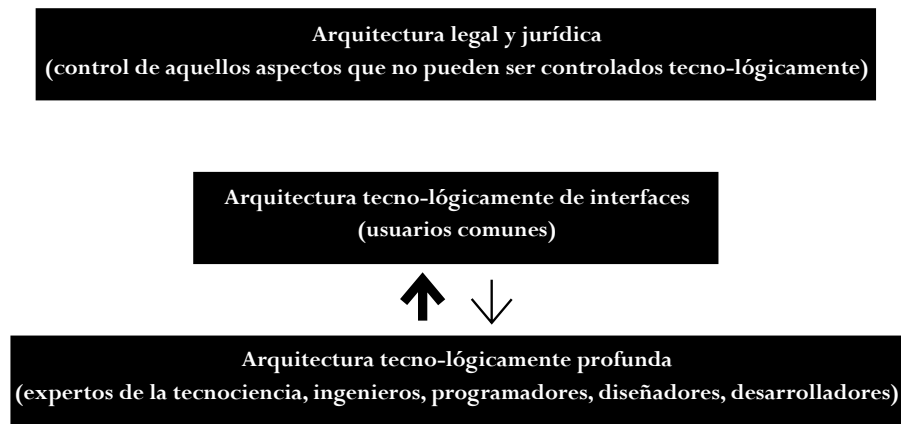 Arquitectura legal y jurídica
(control de aquellos aspectos que no pueden ser controlados tecno-lógicamente)
Arquitectura tecno-lógicamente de interfaces
(usuarios comunes)
Arquitectura tecno-lógicamente profunda
(expertos de la tecnociencia, ingenieros, programadores, diseñadores, desarrolladores)